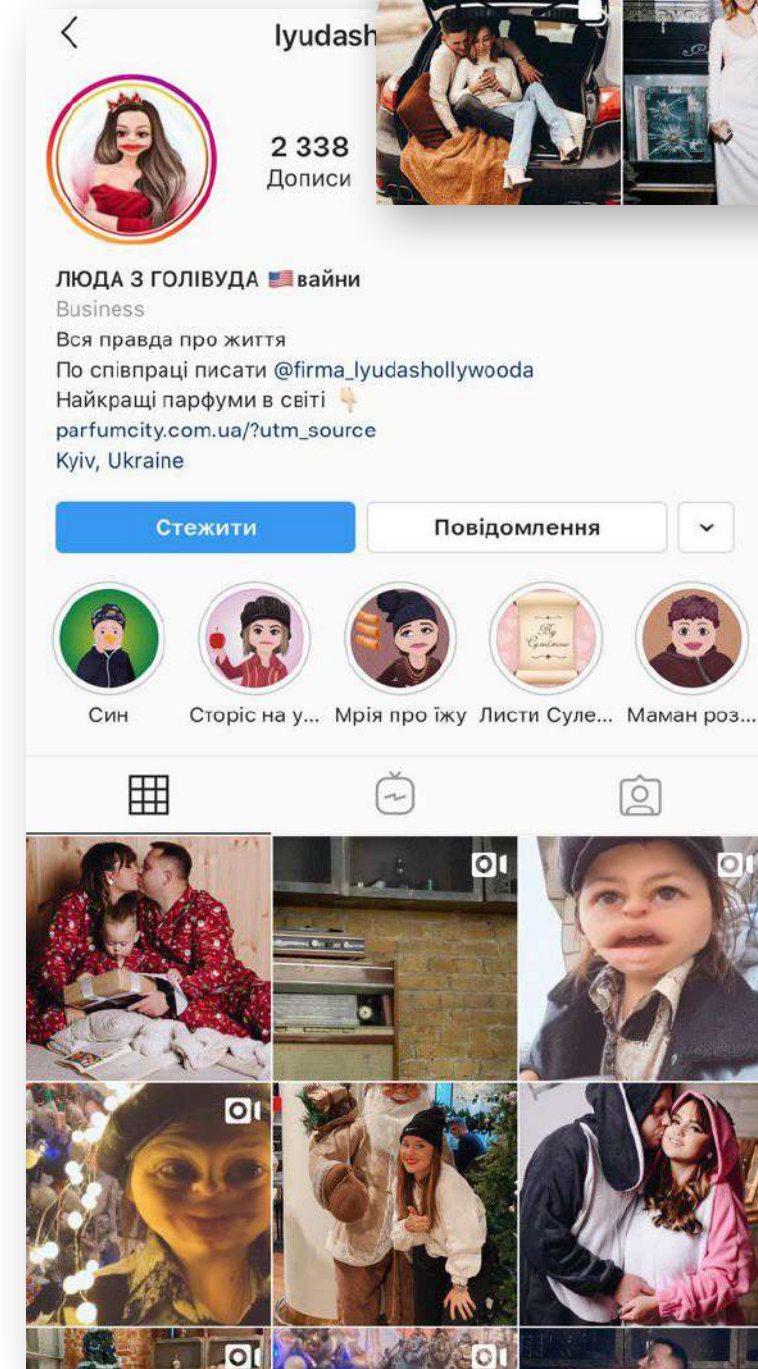 lyudash
2 338
Дописи
ЛЮДА З ГОЛІВУДА 🇺🇸вайни
Business
Вся правда про життя
По співпраці писати @firma_lyudashollywooda
Найкращі парфуми в світі 👇🏻
parfumcity.com.ua/?utm_source
Kyiv, Ukraine
Стежити
Повідомлення
Син
Сторіс на у...
Мрія про їжу
Листи Суле...
Маман роз...